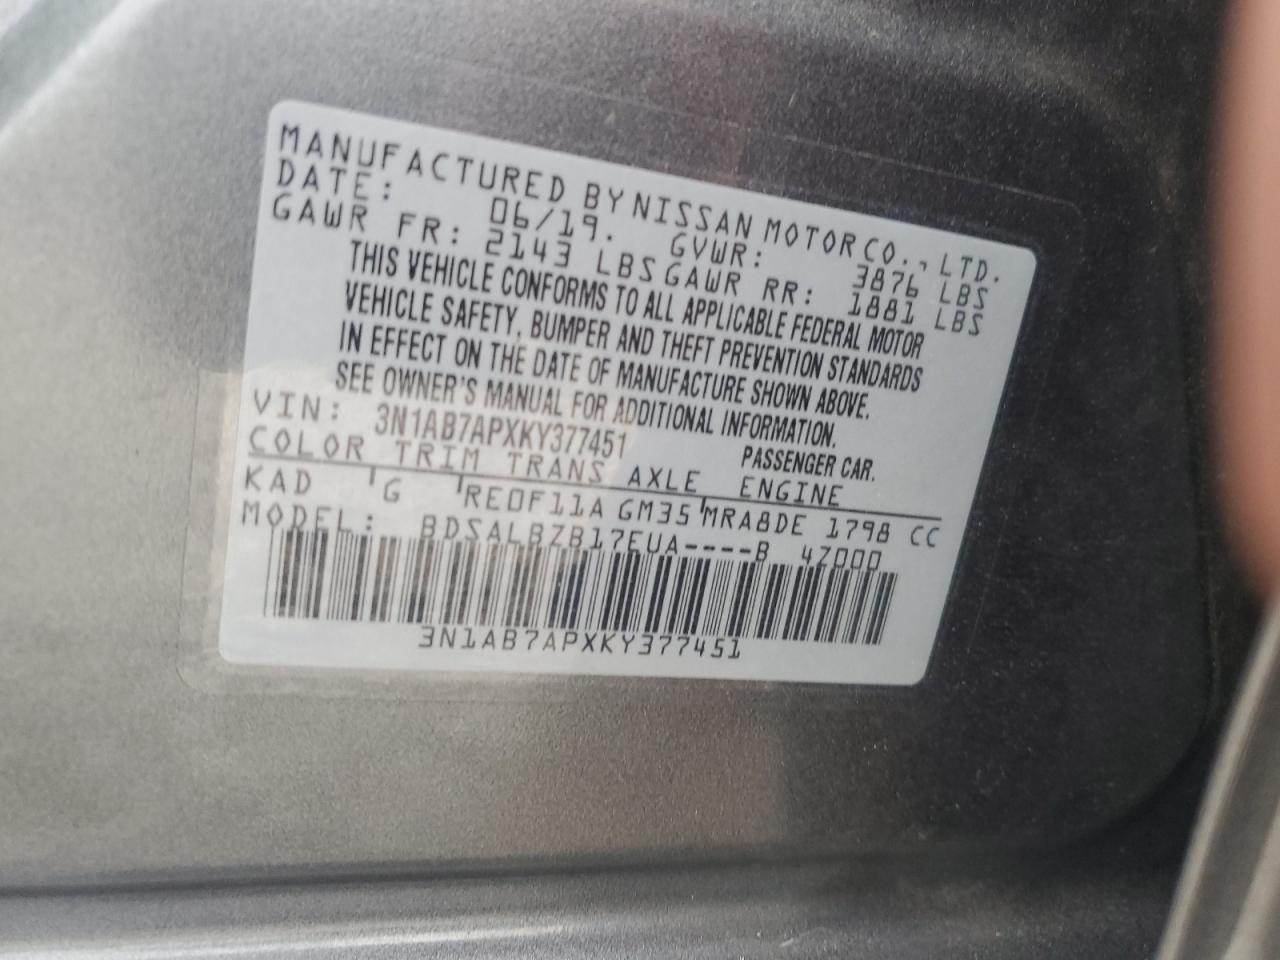 MANUFACTURED BY NISSAN MOTOR CO., LTD.
DATE: 06/19. GVWR: 3876 LBS
GAWR FR: 2143 LBS GAWR RR: 1881 LBS
THIS VEHICLE CONFORMS TO ALL APPLICABLE FEDERAL MOTOR
VEHICLE SAFETY, BUMPER AND THEFT PREVENTION STANDARDS
IN EFFECT ON THE DATE OF MANUFACTURE SHOWN ABOVE.
SEE OWNER'S MANUAL FOR ADDITIONAL INFORMATION.
VIN: 3N1AB7APXKY377451 PASSENGER CAR.
COLOR TRIM TRANS AXLE ENGINE
KAD G RE0F11A GM35 MRA8DE 1798 CC
MODEL: BDSALBZB17EUA----B 4Z000
3N1AB7APXKY377451